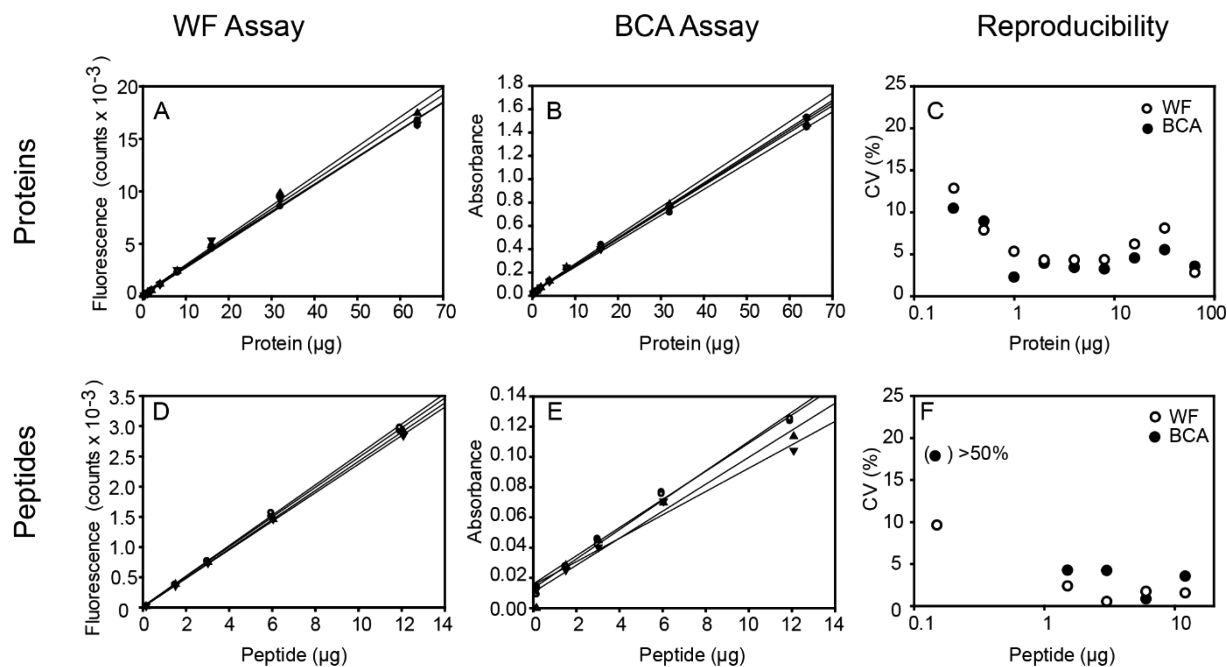 WF Assay
BCA Assay
Reproducibility
Proteins
A
Fluorescence (counts x 10-3)
20
15
10
5
0
0 10 20 30 40 50 60 70
Protein (µg)
B
Absorbance
1.8
1.6
1.4
1.2
1.0
0.8
0.6
0.4
0.2
0.0
0 10 20 30 40 50 60 70
Protein (µg)
C
WF
BCA
CV (%)
25
20
15
10
5
0
0.1 1 10 100
Protein (µg)
Peptides
D
Fluorescence (counts x 10-3)
3.5
3.0
2.5
2.0
1.5
1.0
0.5
0
0 2 4 6 8 10 12 14
Peptide (µg)
E
Absorbance
0.14
0.12
0.10
0.08
0.06
0.04
0.02
0.00
0 2 4 6 8 10 12 14
Peptide (µg)
F
WF
BCA
( ) >50%
CV (%)
25
20
15
10
5
0
0.1 1 10
Peptide (µg)